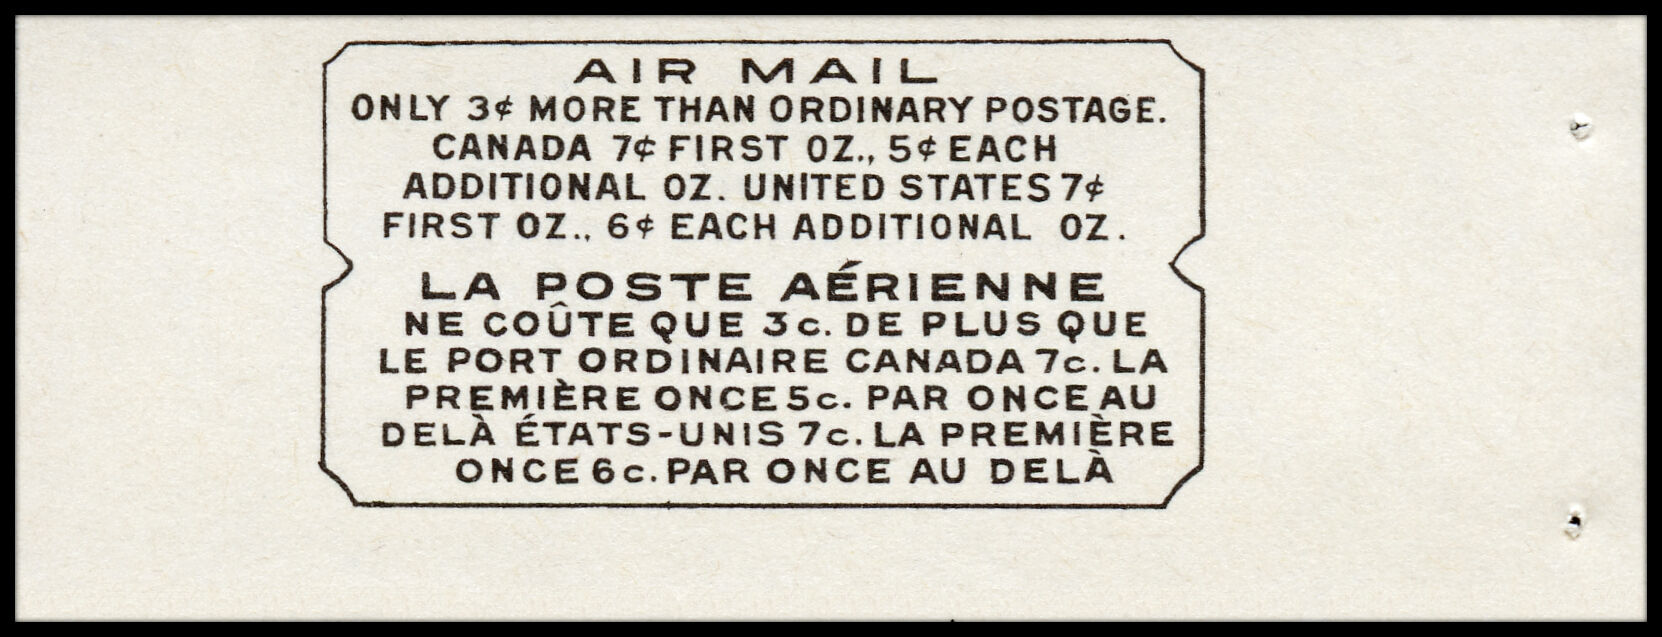 AIR MAIL
ONLY 3¢ MORE THAN ORDINARY POSTAGE.
CANADA 7¢ FIRST OZ., 5¢ EACH
ADDITIONAL OZ. UNITED STATES 7¢
FIRST OZ., 6¢ EACH ADDITIONAL OZ.
LA POSTE AÉRIENNE
NE COÛTE QUE 3c. DE PLUS QUE
LE PORT ORDINAIRE CANADA 7c. LA
PREMIÈRE ONCE 5c. PAR ONCE AU
DELÀ ÉTATS-UNIS 7c. LA PREMIÈRE
ONCE 6c. PAR ONCE AU DELÀ